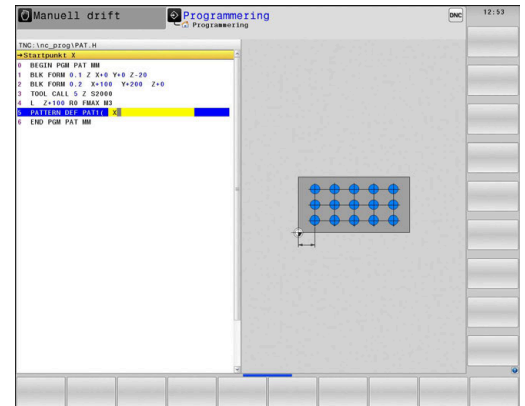 Manuell drift
Programmering
Programmering
DNC
12:53
TNC:\nc_prog\PAT.H
→Startpunkt X
0 BEGIN PGM PAT MM
1 BLK FORM 0.1 Z X+0 Y+0 Z-20
2 BLK FORM 0.2 X+100 Y+200 Z+0
3 TOOL CALL 5 Z S2000
4 L Z+100 R0 FMAX M3
5 PATTERN DEF PAT1( X
6 END PGM PAT MM